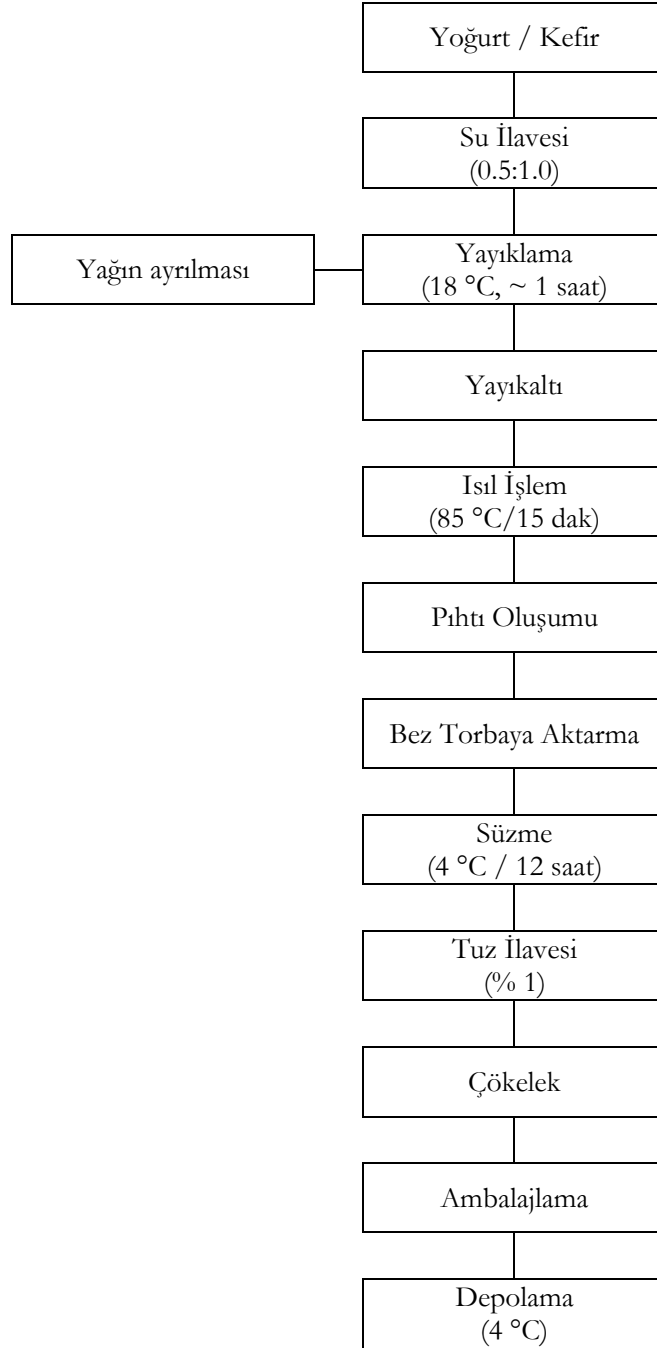 Yoğurt / Kefir
Su İlavesi
(0.5:1.0)
Yağın ayrılması
Yayıklama
(18 °C, ~ 1 saat)
Yayıkaltı
Isıl İşlem
(85 °C/15 dak)
Pıhtı Oluşumu
Bez Torbaya Aktarma
Süzme
(4 °C / 12 saat)
Tuz İlavesi
(% 1)
Çökelek
Ambalajlama
Depolama
(4 °C)